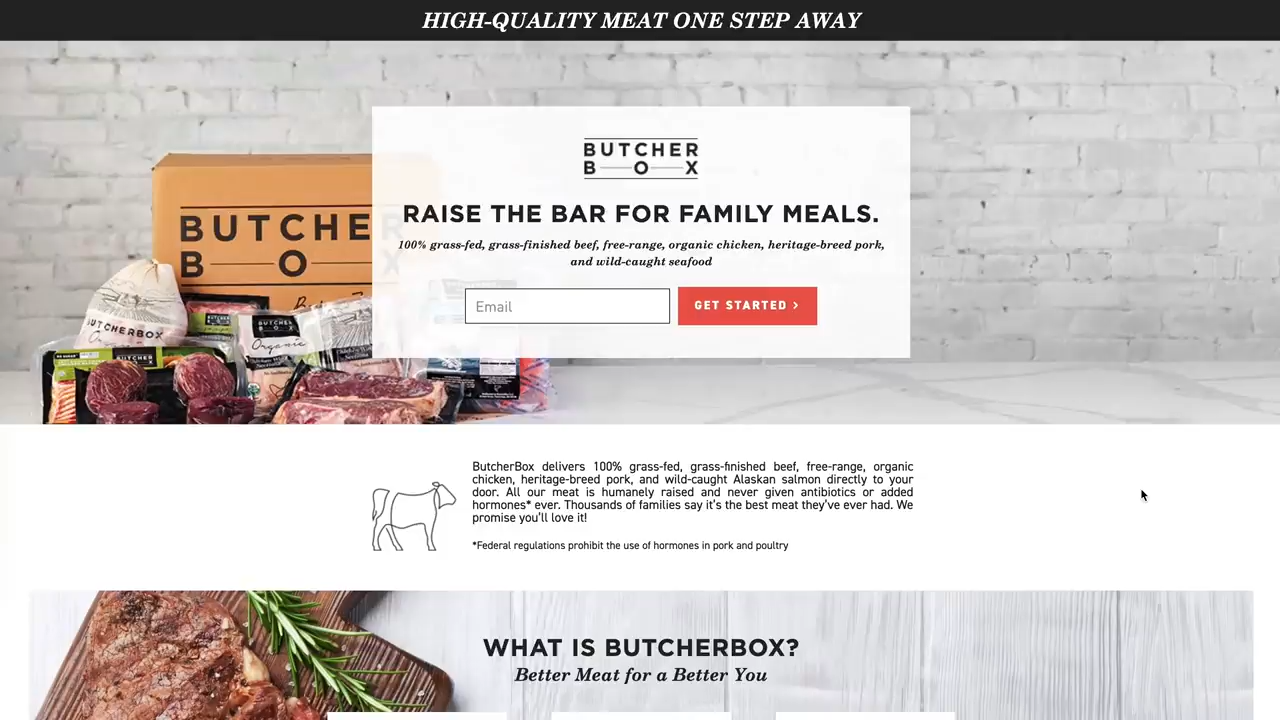 HIGH-QUALITY MEAT ONE STEP AWAY
BUTCHER
B O X
RAISE THE BAR FOR FAMILY MEALS.
100% grass-fed, grass-finished beef, free-range, organic chicken, heritage-breed pork,
and wild-caught seafood
Email
GET STARTED >
BUTCHER
B O X
BUTCHERBOX
Organic
ButcherBox delivers 100% grass-fed, grass-finished beef, free-range, organic
chicken, heritage-breed pork, and wild-caught Alaskan salmon directly to your
door. All our meat is humanely raised and never given antibiotics or added
hormones* ever. Thousands of families say it's the best meat they've ever had. We
promise you'll love it!
*Federal regulations prohibit the use of hormones in pork and poultry
WHAT IS BUTCHERBOX?
Better Meat for a Better You